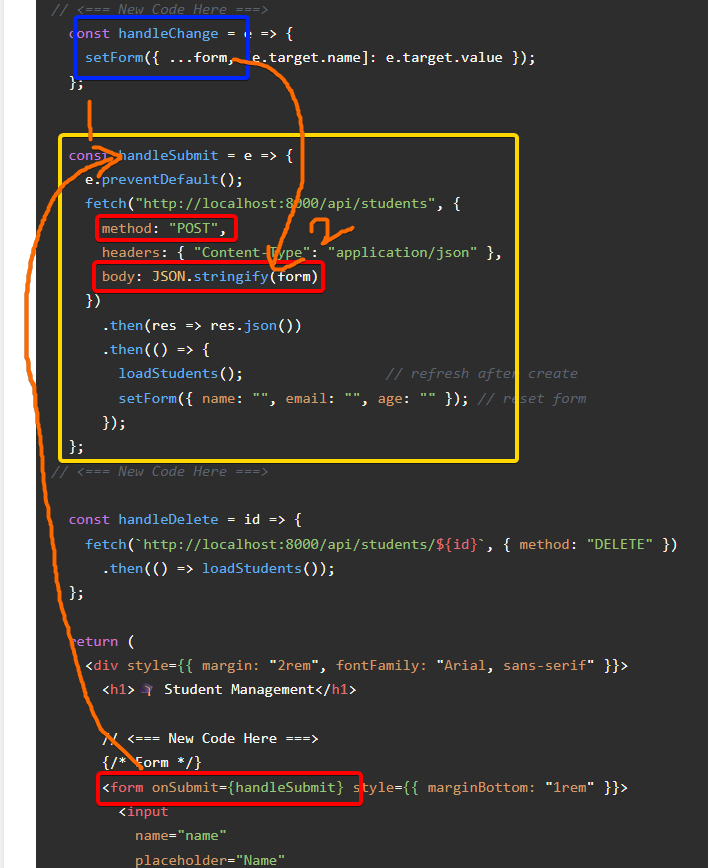 // <=== New Code Here ===>
const handleChange = e => {
setForm({ ...form, e.target.name]: e.target.value });
};
1
const handleSubmit = e => {
e.preventDefault();
fetch("http://localhost:8000/api/students", {
method: "POST",
2
headers: { "Content-Type": "application/json" },
body: JSON.stringify(form)
})
.then(res => res.json())
.then(() => {
loadStudents(); // refresh after create
setForm({ name: "", email: "", age: "" }); // reset form
});
};
// <=== New Code Here ===>
const handleDelete = id => {
fetch(`http://localhost:8000/api/students/${id}`, { method: "DELETE" })
.then(() => loadStudents());
};
return (
<div style={{ margin: "2rem", fontFamily: "Arial, sans-serif" }}>
<h1> Student Management</h1>
// <=== New Code Here ===>
{/* Form */}
<form onSubmit={handleSubmit} style={{ marginBottom: "1rem" }}>
<input
name="name"
placeholder="Name"